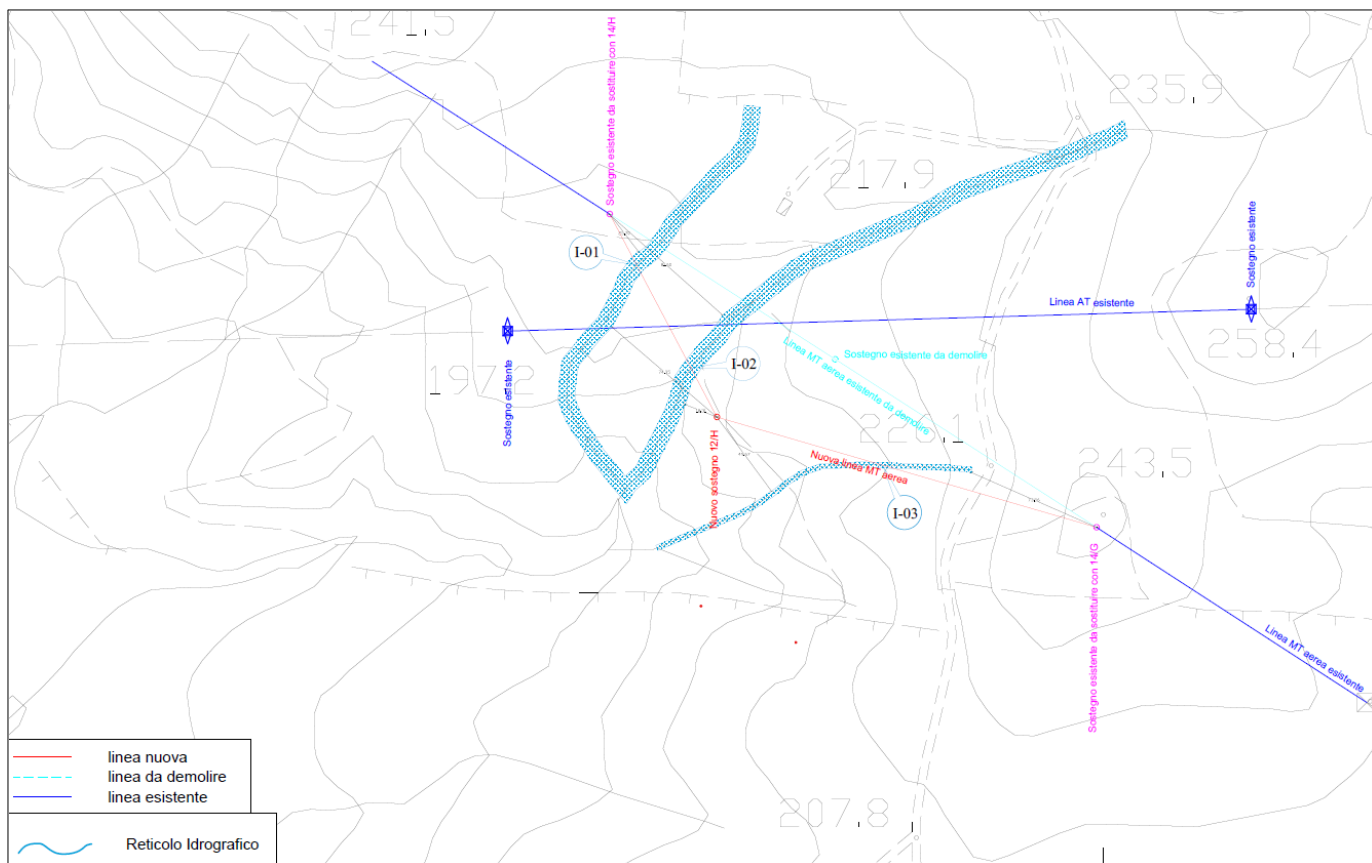 241,5
Sostegno esistente da sostituire con 14/H
235,9
217,9
I-01
Sostegno esistente
Linea AT esistente
258,4
I-02
Sostegno esistente da demolire
Linea MT aerea esistente da demolire
197,2
Sostegno esistente
226,1
Nuova linea MT aerea
243,5
Nuovo sostegno 12/H
I-03
Sostegno esistente da sostituire con 14/G
Linea MT aerea esistente
207,8
linea nuova
linea da demolire
linea esistente
Reticolo Idrografico